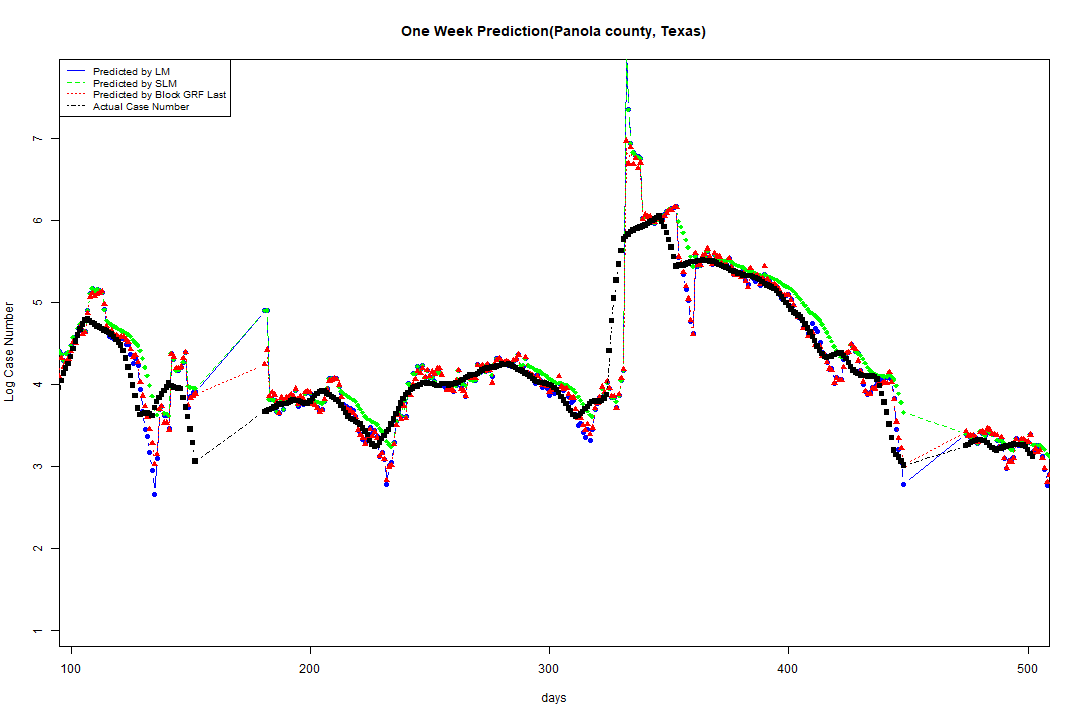 One Week Prediction(Panola county, Texas)
Predicted by LM
Predicted by SLM
Predicted by Block GRF Last
Actual Case Number
7
6
5
4
3
2
1
Log Case Number
100 200 300 400 500
days